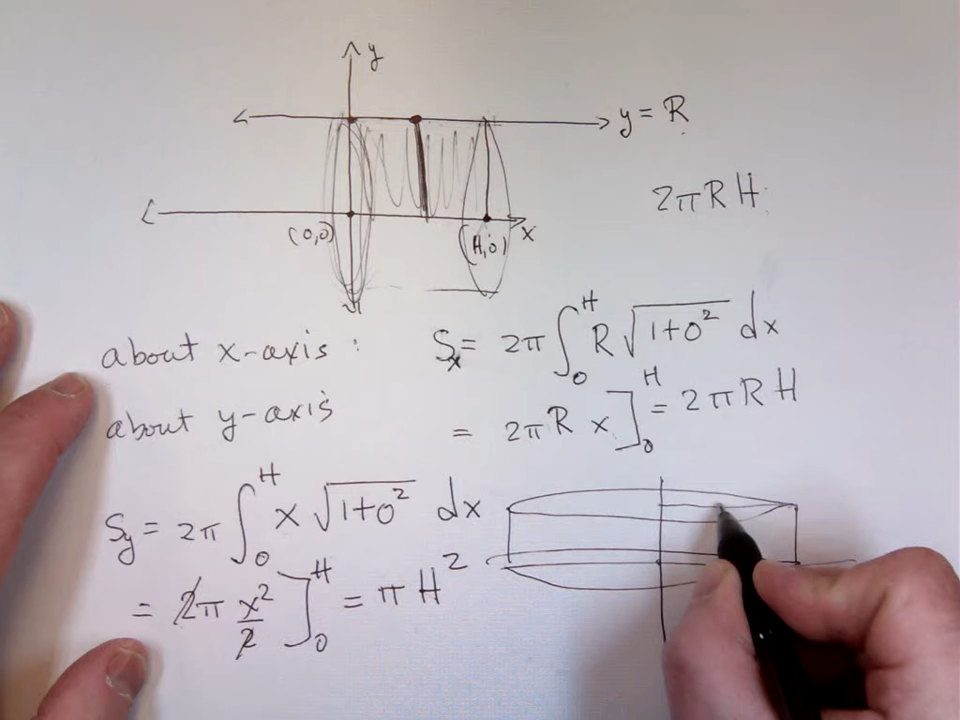 y
y = R
2πRH
(0,0)
(H,0)
x
about x-axis :
S_x = 2π ∫_0^H R √(1+0²) dx
about y-axis
= 2πR x]_0^H = 2πRH
S_y = 2π ∫_0^H x √(1+0²) dx
= 2π x²/2 ]_0^H = πH²